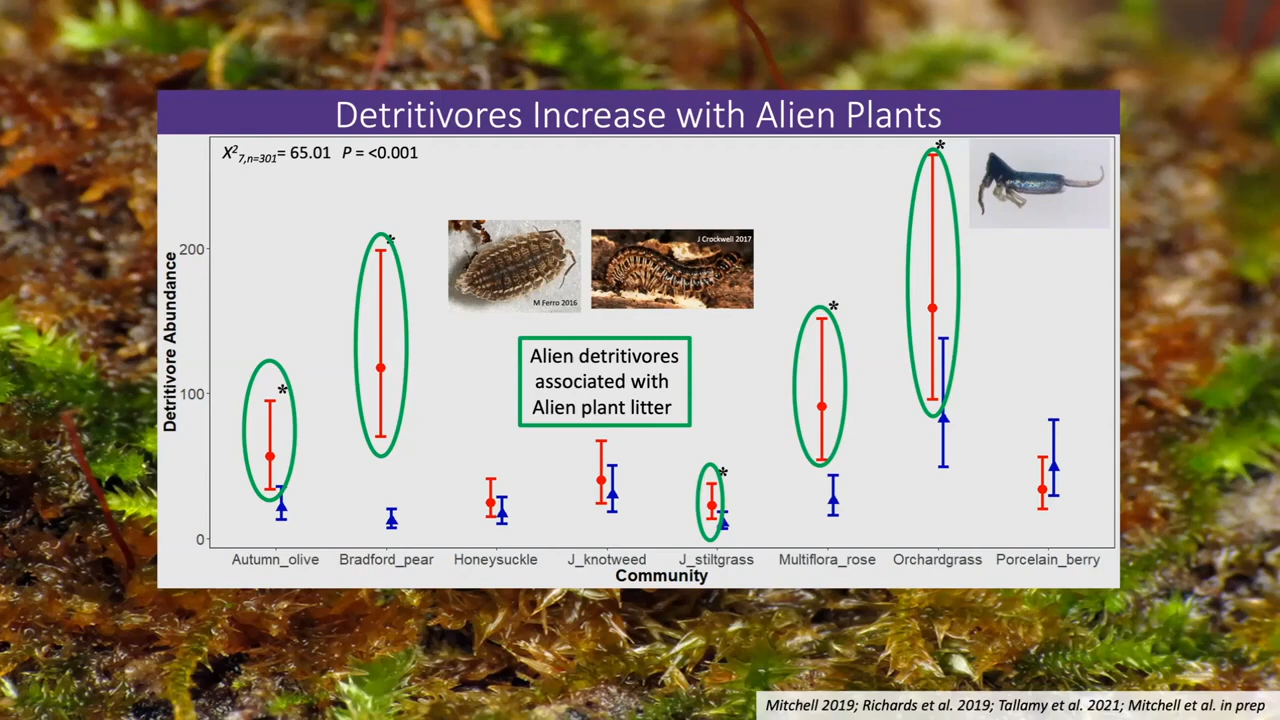 Detritivores Increase with Alien Plants
X²7,n=301= 65.01 P = <0.001
*
*
*
*
*
Detritivore Abundance
200
100
0
M Ferro 2016
J Crockwell 2017
Alien detritivores
associated with
Alien plant litter
Autumn_olive Bradford_pear Honeysuckle J_knotweed J_stiltgrass Multiflora_rose Orchardgrass Porcelain_berry
Community
Mitchell 2019; Richards et al. 2019; Tallamy et al. 2021; Mitchell et al. in prep